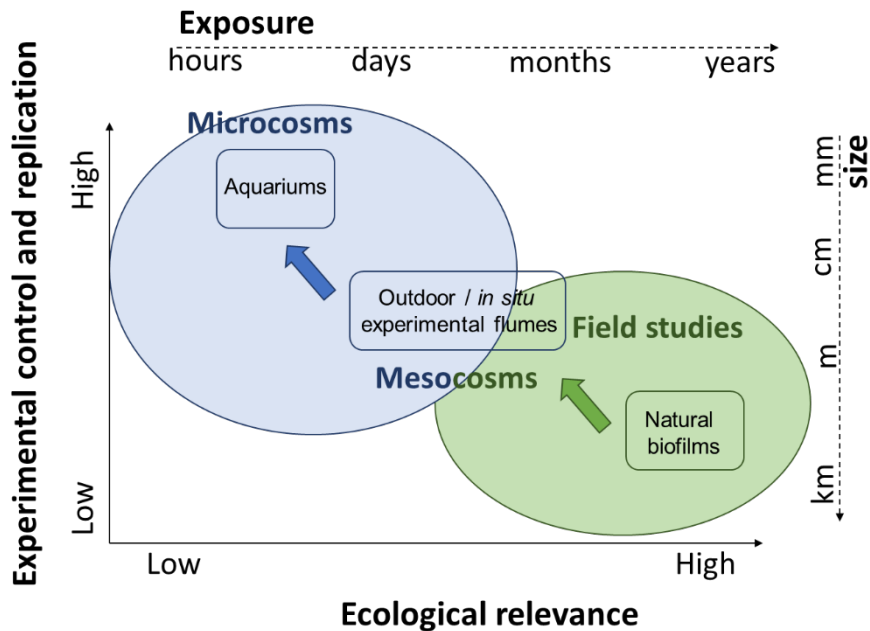 Exposure
hours days months years
Experimental control and replication
High
Low
Microcosms
Aquariums
Outdoor / in situ
experimental flumes
Mesocosms
Field studies
Natural
biofilms
size
mm
cm
m
km
Low High
Ecological relevance